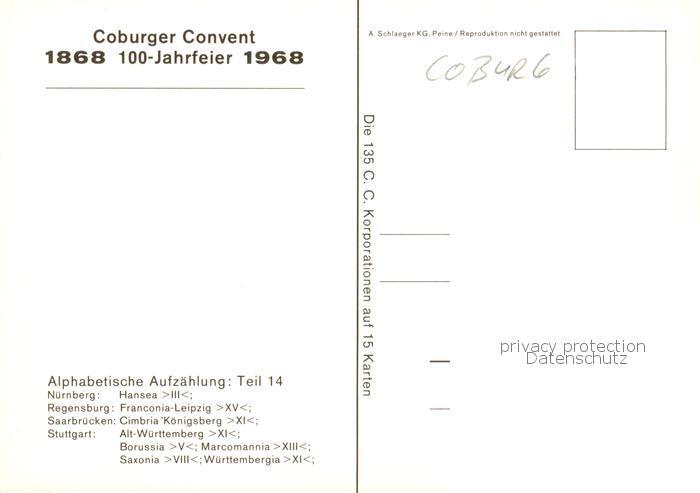 Coburger Convent
1868 100-Jahrfeier 1968
Alphabetische Aufzählung: Teil 14
Nürnberg: Hansea >III<;
Regensburg: Franconia-Leipzig >XV<;
Saarbrücken: Cimbria'Königsberg >XI<;
Stuttgart: Alt-Württemberg >XI<;
Borussia >V<; Marcomannia >XIII<;
Saxonia >VIII<; Württembergia >XI<;
Die 135 C. C. Korporationen auf 15 Karten
A. Schlaeger KG, Peine / Reproduktion nicht gestattet
COBURG
privacy protection
Datenschutz